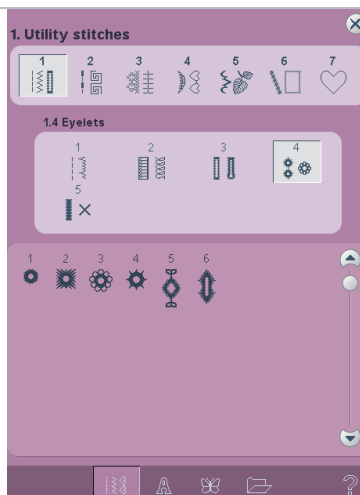 1. Utility stitches
1 2 3 4 5 6 7
1.4 Eyelets
1 2 3 4
5
1 2 3 4 5 6
A ?